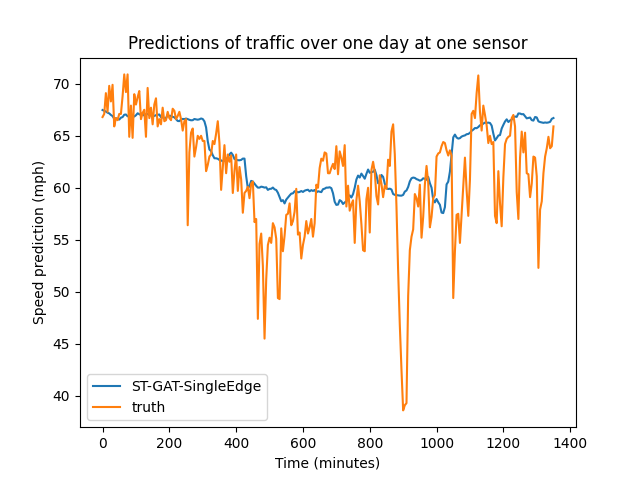 Predictions of traffic over one day at one sensor
70
65
60
55
50
45
40
Speed prediction (mph)
ST-GAT-SingleEdge
truth
0 200 400 600 800 1000 1200 1400
Time (minutes)